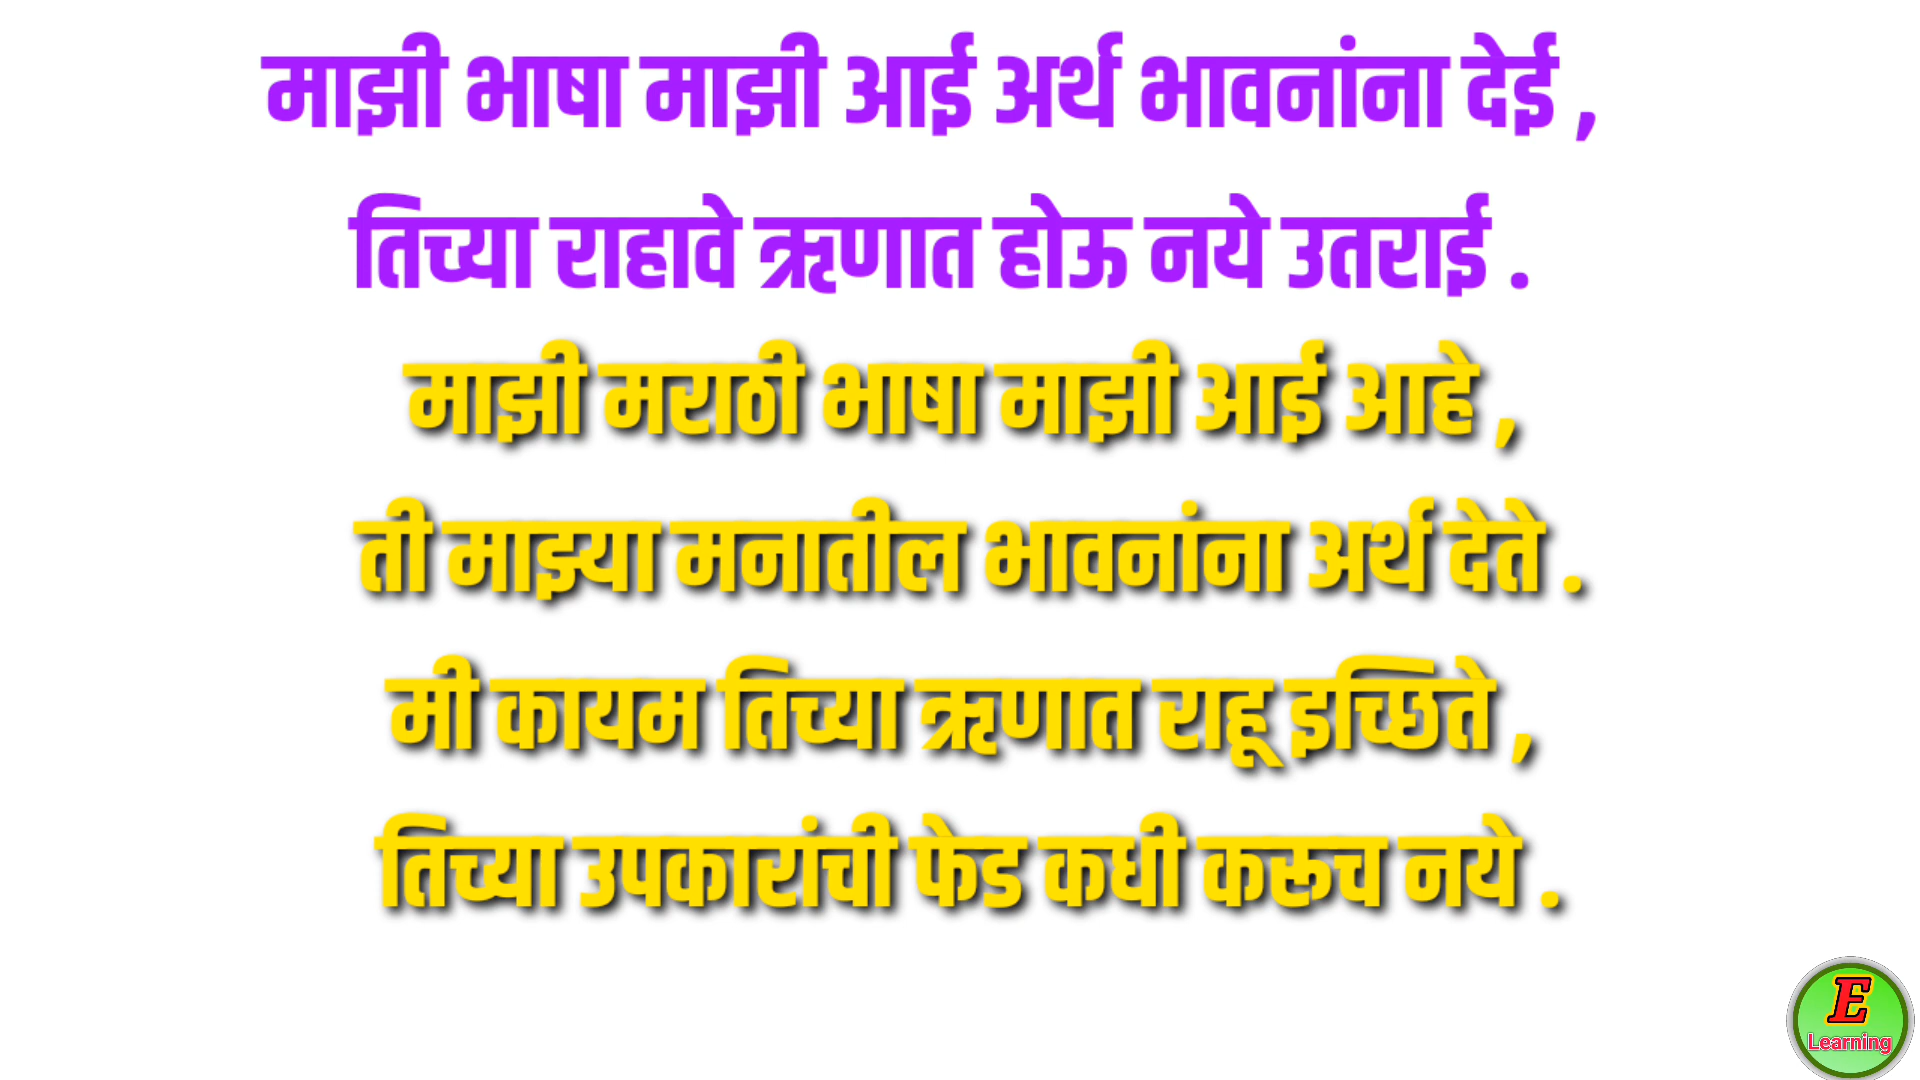 माझी भाषा माझी आई अर्थ भावनांना देई ,
तिच्या राहावे ऋणात होऊ नये उतराई .
माझी मराठी भाषा माझी आई आहे ,
ती माझ्या मनातील भावनांना अर्थ देते .
मी कायम तिच्या ऋणात राहू इच्छिते ,
तिच्या उपकारांची फेड कधी करूच नये .
E
Learning